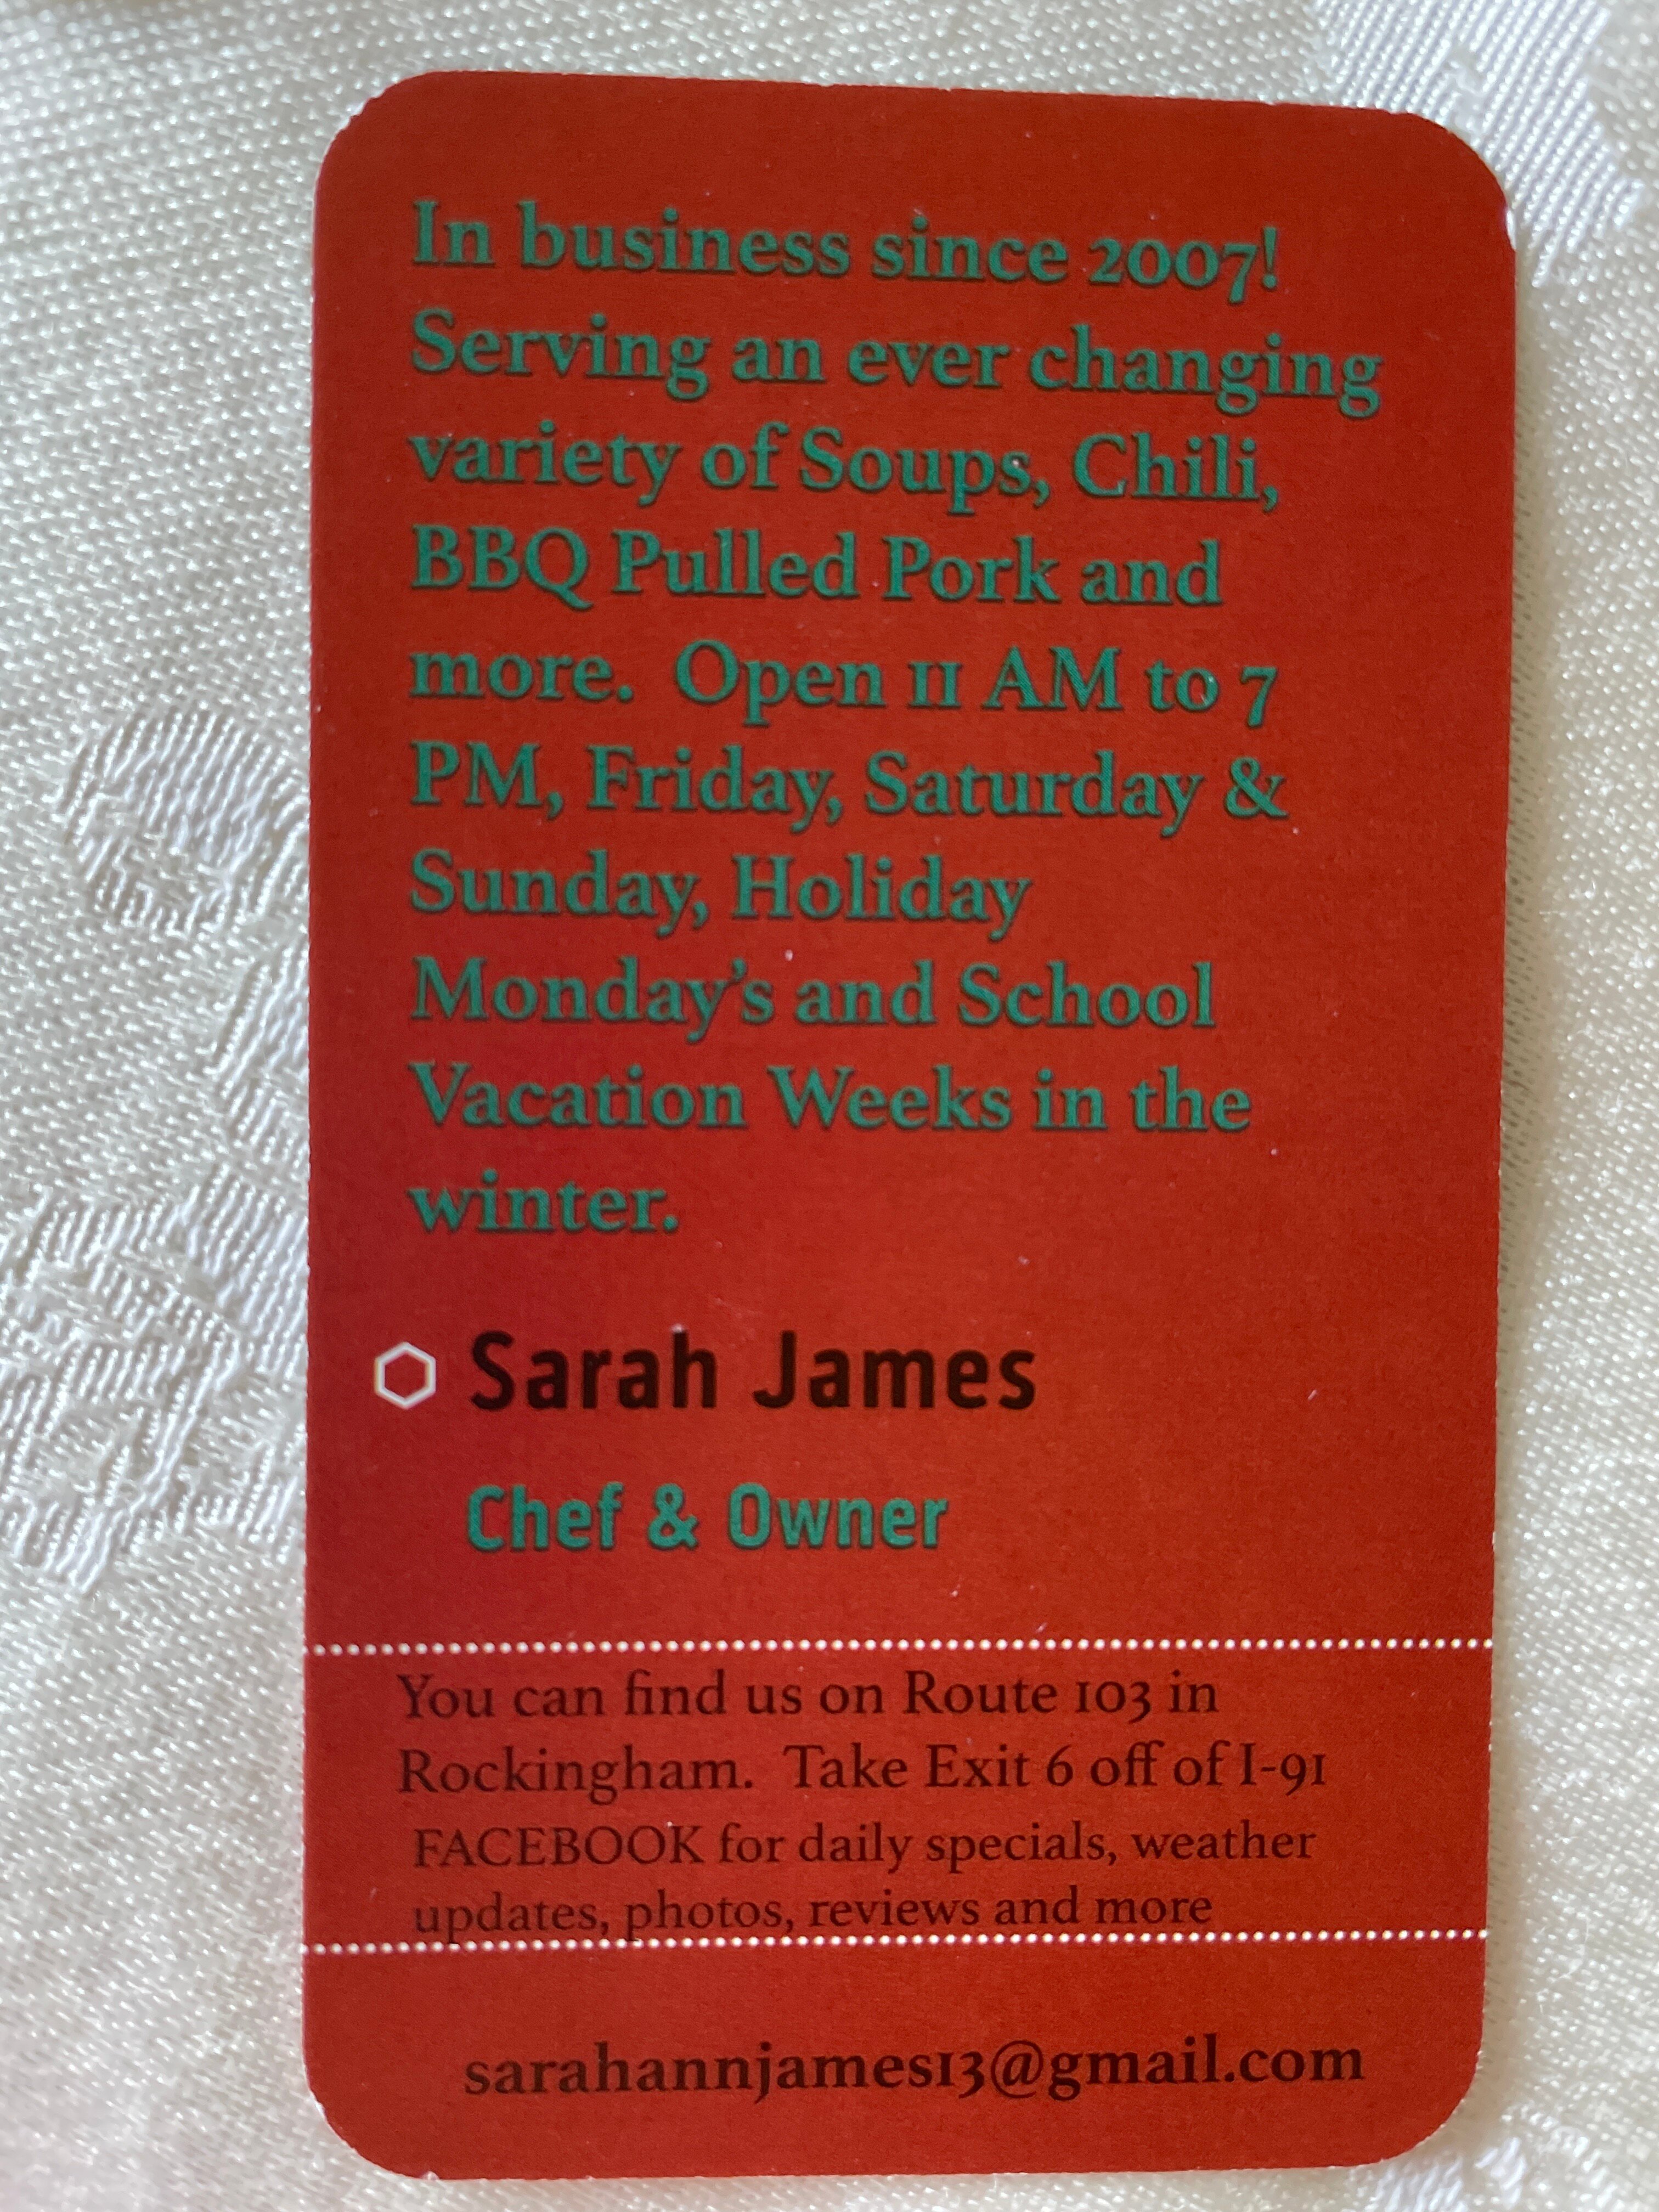 In business since 2007!
Serving an ever changing
variety of Soups, Chili,
BBQ Pulled Pork and
more.  Open 11 AM to 7
PM, Friday, Saturday &
Sunday, Holiday
Monday's and School
Vacation Weeks in the
winter.
Sarah James
Chef & Owner
You can find us on Route 103 in
Rockingham.  Take Exit 6 off of I-91
FACEBOOK for daily specials, weather
updates, photos, reviews and more
sarahannjames13@gmail.com